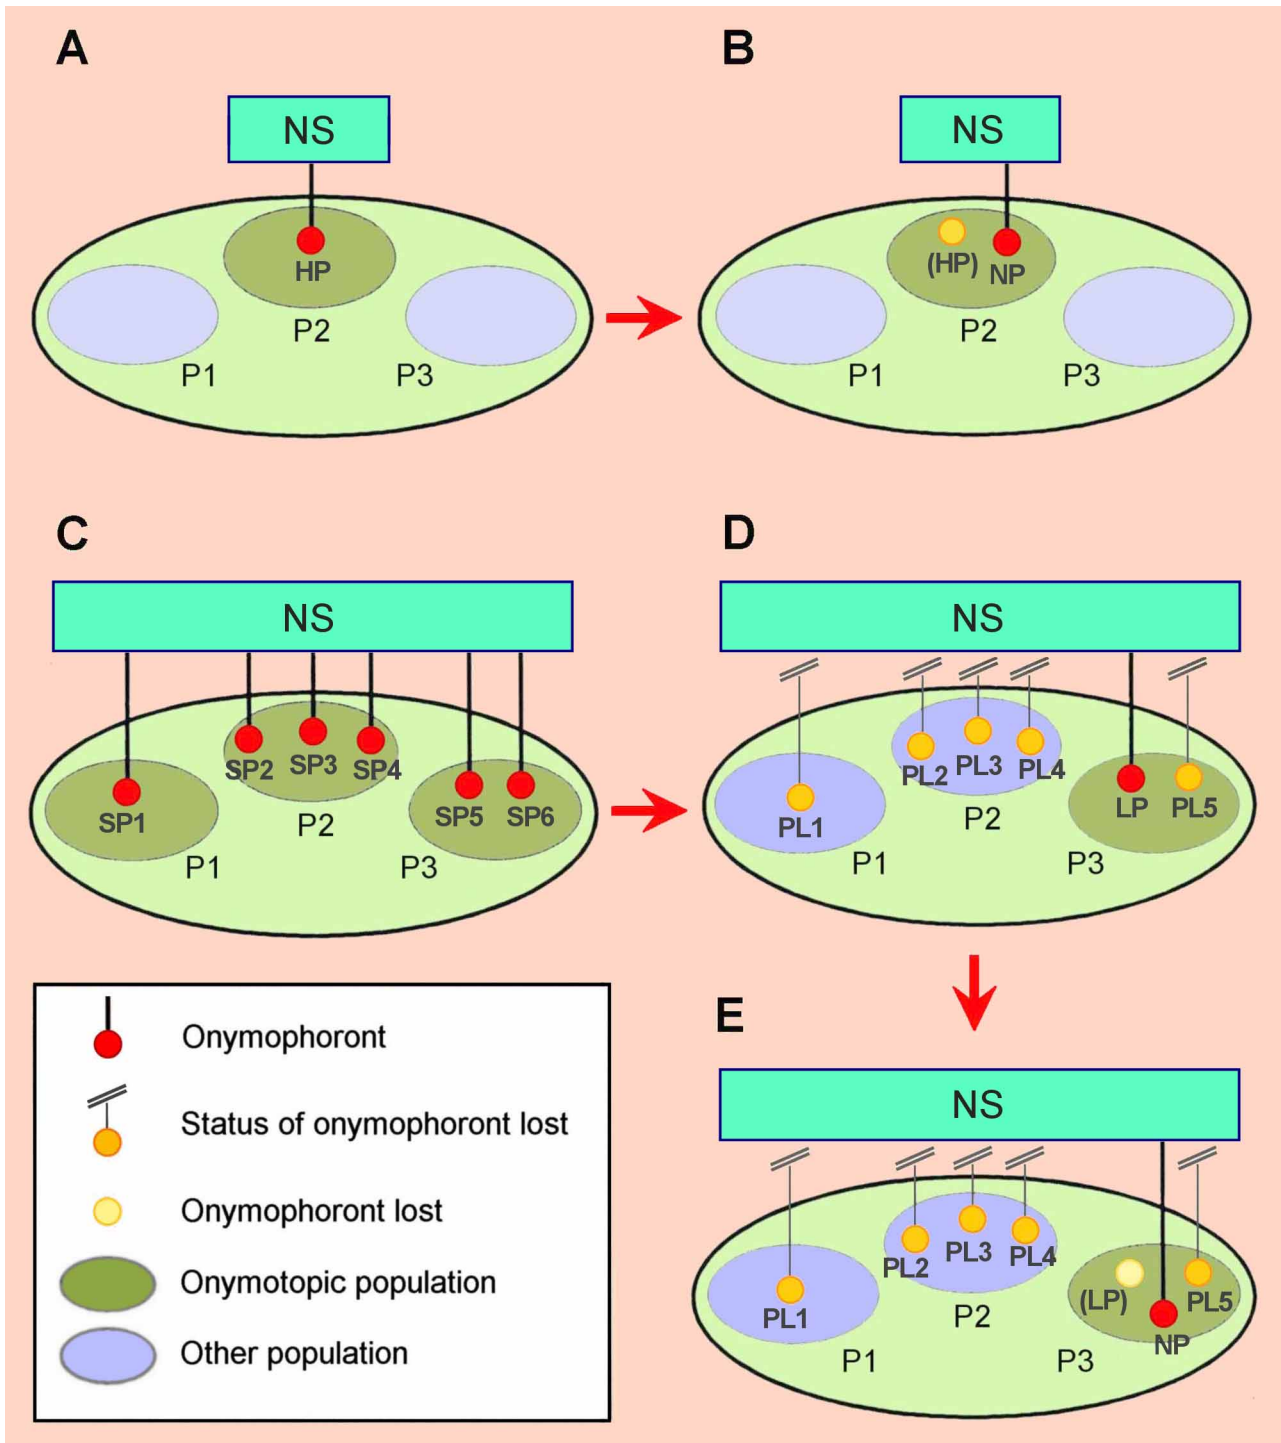 A
B
NS
NS
HP
(HP) NP
P2
P2
P1
P3
P1
P3
C
D
NS
NS
SP1
SP2
SP3
SP4
SP5
SP6
P2
P1
P3
PL1
PL2
PL3
PL4
LP
PL5
P2
P1
P3
E
NS
PL1
PL2
PL3
PL4
(LP)
NP
PL5
P2
P1
P3
Onymophoront
Status of onymophoront lost
Onymophoront lost
Onymotopic population
Other population